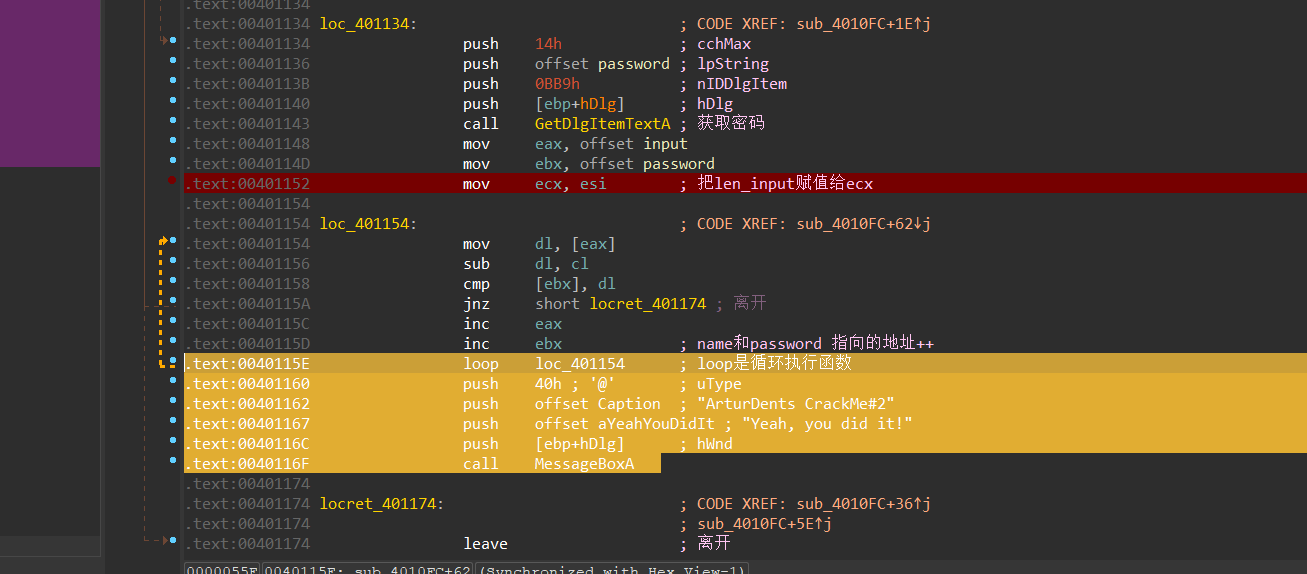 .text:00401134
.text:00401134 loc_401134: ; CODE XREF: sub_4010FC+1E↑j
.text:00401134 push 14h ; cchMax
.text:00401136 push offset password ; lpString
.text:0040113B push 0BB9h ; nIDDlgItem
.text:00401140 push [ebp+hDlg] ; hDlg
.text:00401143 call GetDlgItemTextA ; 获取密码
.text:00401148 mov eax, offset input
.text:0040114D mov ebx, offset password
.text:00401152 mov ecx, esi ; 把len_input赋值给ecx
.text:00401154
.text:00401154 loc_401154: ; CODE XREF: sub_4010FC+62↓j
.text:00401154 mov dl, [eax]
.text:00401156 sub dl, cl
.text:00401158 cmp [ebx], dl
.text:0040115A jnz short locret_401174 ; 离开
.text:0040115C inc eax
.text:0040115D inc ebx ; name和password 指向的地址++
.text:0040115E loop loc_401154 ; loop是循环执行函数
.text:00401160 push 40h ; '@' ; uType
.text:00401162 push offset Caption ; "ArturDents CrackMe#2"
.text:00401167 push offset aYeahYouDidIt ; "Yeah, you did it!"
.text:0040116C push [ebp+hDlg] ; hWnd
.text:0040116F call MessageBoxA
.text:00401174
.text:00401174 locret_401174: ; CODE XREF: sub_4010FC+36↑j
.text:00401174 ; sub_4010FC+5E↑j
.text:00401174 leave ; 离开
0000055E 0040115E: sub_4010FC+62 (Synchronized with Hex View-1)